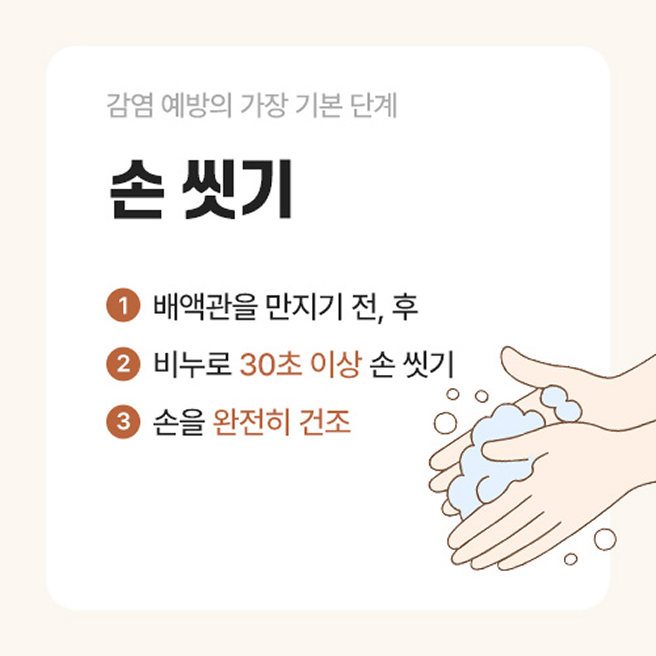 감염 예방의 가장 기본 단계
손 씻기
1 배액관을 만지기 전, 후
2 비누로 30초 이상 손 씻기
3 손을 완전히 건조